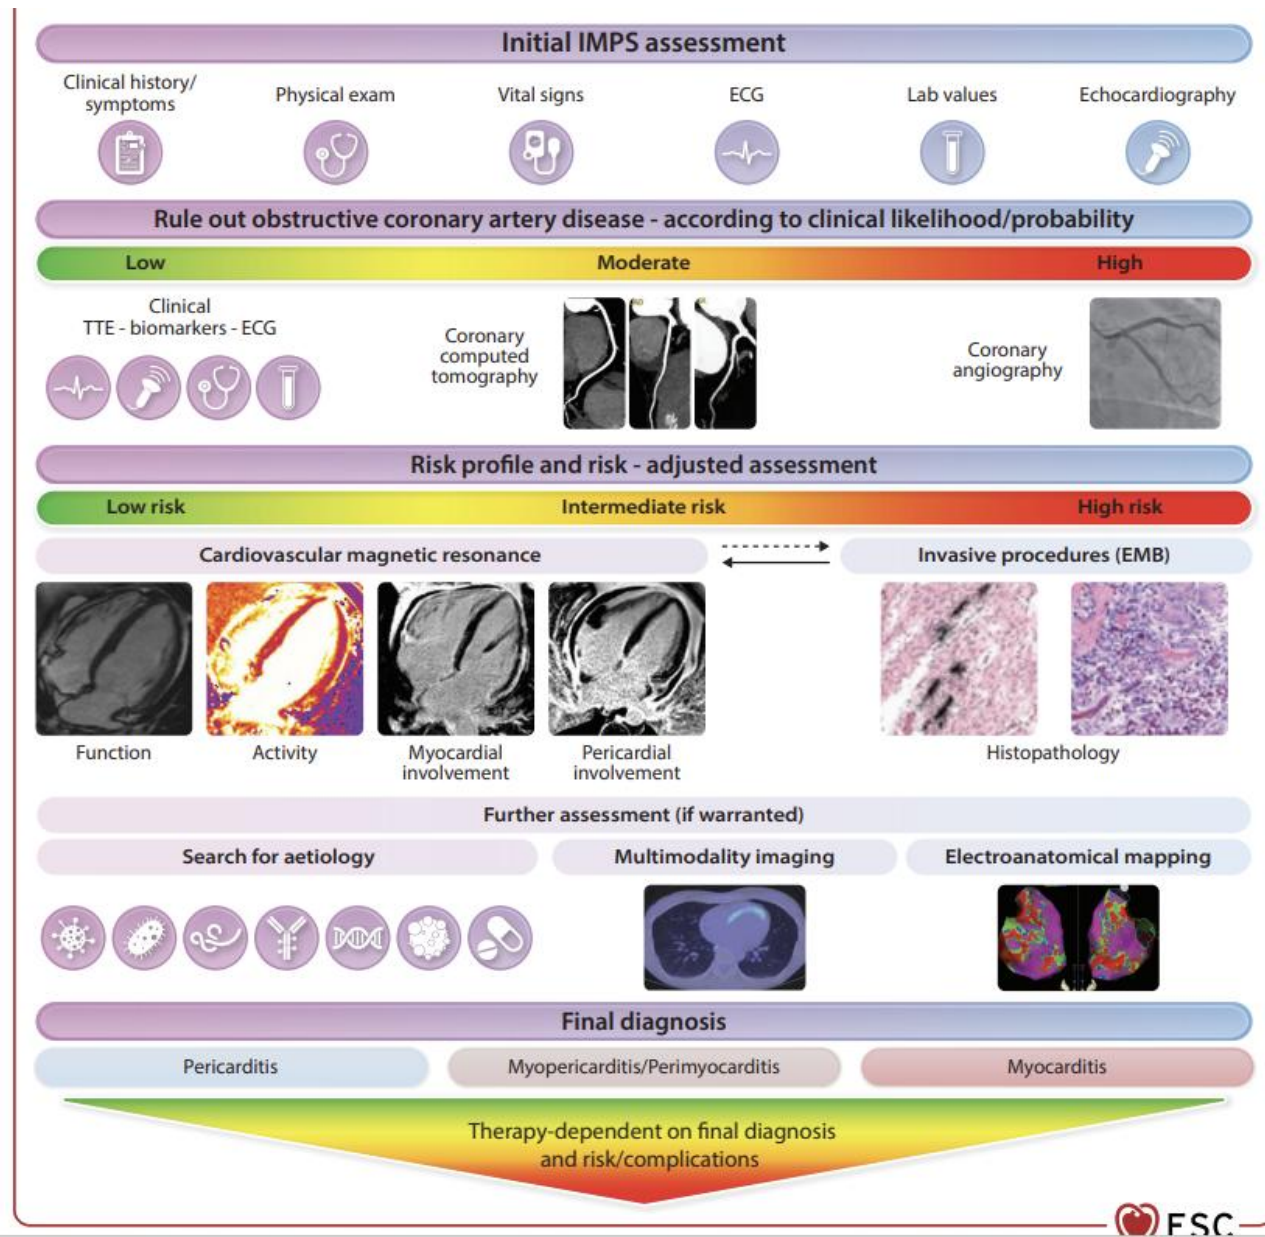 Initial IMPS assessment
Clinical history/
symptoms
Physical exam
Vital signs
ECG
Lab values
Echocardiography
Rule out obstructive coronary artery disease - according to clinical likelihood/probability
Low
Moderate
High
Clinical
TTE - biomarkers - ECG
Coronary
computed
tomography
Coronary
angiography
Risk profile and risk - adjusted assessment
Low risk
Intermediate risk
High risk
Cardiovascular magnetic resonance
Invasive procedures (EMB)
Function
Activity
Myocardial
involvement
Pericardial
involvement
Histopathology
Further assessment (if warranted)
Search for aetiology
Multimodality imaging
Electroanatomical mapping
Final diagnosis
Pericarditis
Myopericarditis/Perimyocarditis
Myocarditis
Therapy-dependent on final diagnosis
and risk/complications
ESC